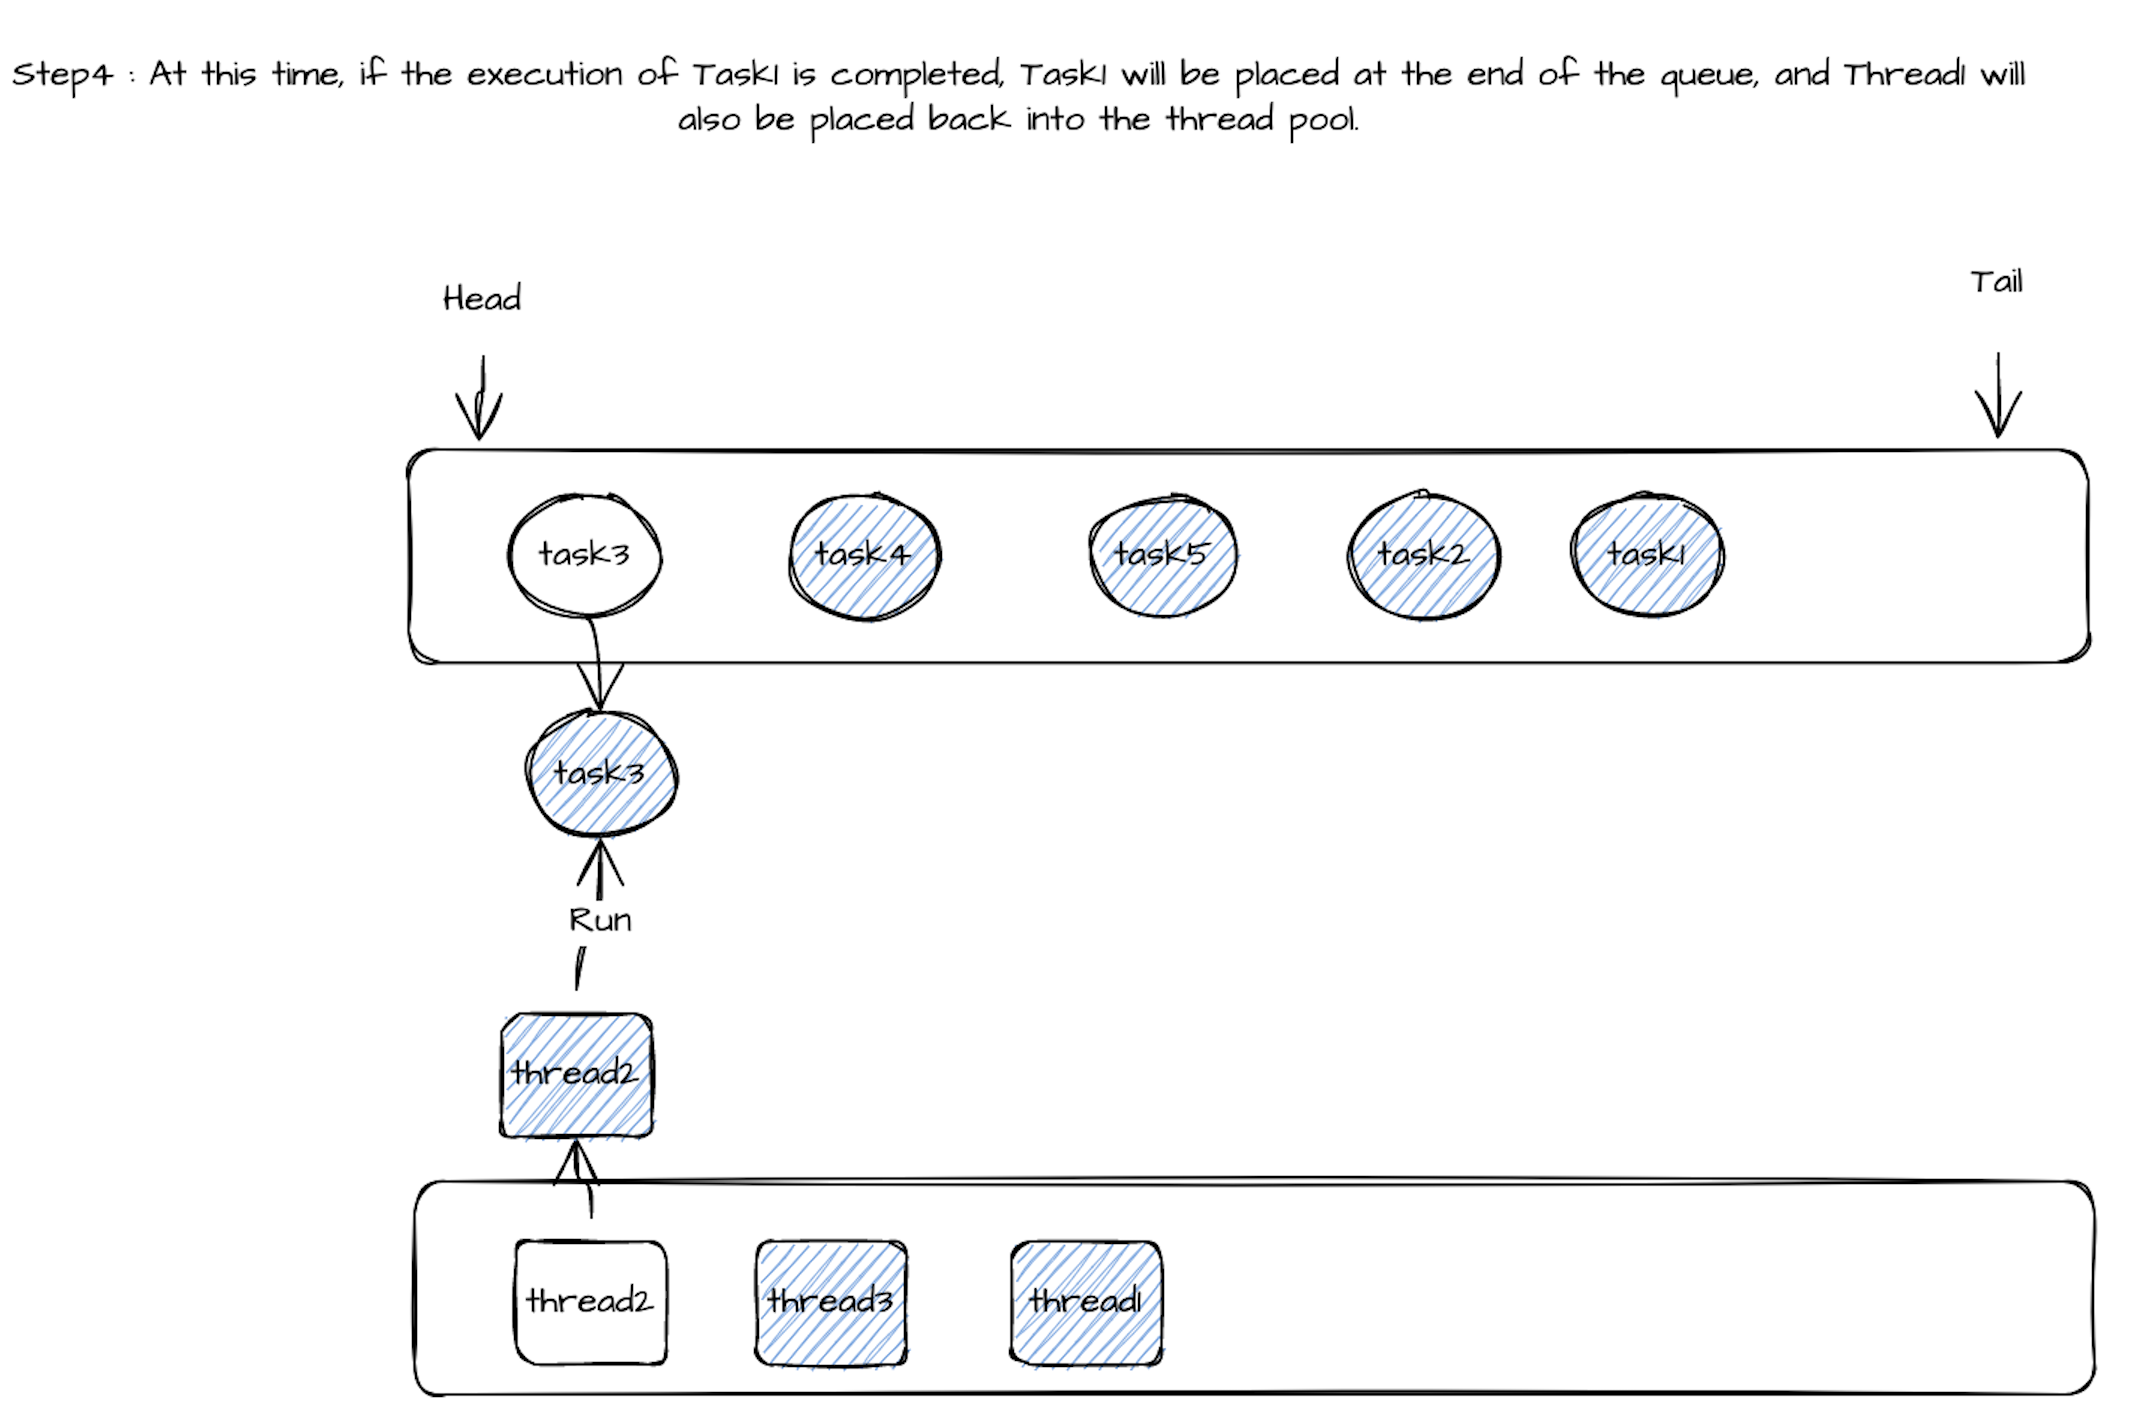 Step4 : At this time, if the execution of Task1 is completed, Task1 will be placed at the end of the queue, and Thread1 will
also be placed back into the thread pool.
Head
Tail
task3
task4
task5
task2
task1
task3
Run
thread2
thread2
thread3
thread1